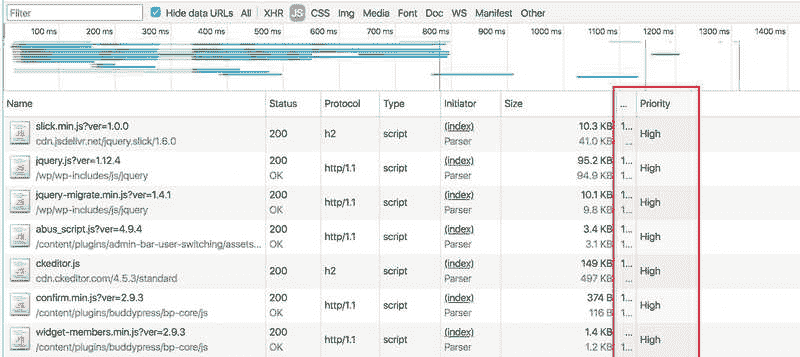 Filter Hide data URLs All XHR JS CSS Img Media Font Doc WS Manifest Other
100 ms 200 ms 300 ms 400 ms 500 ms 600 ms 700 ms 800 ms 900 ms 1000 ms 1100 ms 1200 ms 1300 ms 1400 ms
Name Status Protocol Type Initiator Size ... Priority
slick.min.js?ver=1.0.0 200 h2 script (index) 10.3 KB 1... High
cdn.jsdelivr.net/jquery.slick/1.6.0 Parser 41.0 KB ...
jquery.js?ver=1.12.4 200 http/1.1 script (index) 95.2 KB 1... High
/wp/wp-includes/js/jquery OK Parser 94.9 KB 1...
jquery-migrate.min.js?ver=1.4.1 200 http/1.1 script (index) 10.1 KB 1... High
/wp/wp-includes/js/jquery OK Parser 9.8 KB 1...
abus_script.js?ver=4.9.4 200 http/1.1 script (index) 3.4 KB 1... High
/content/plugins/admin-bar-user-switching/assets... OK Parser 3.1 KB 1...
ckeditor.js 200 h2 script (index) 149 KB 1... High
cdn.ckeditor.com/4.5.3/standard Parser 497 KB 1...
confirm.min.js?ver=2.9.3 200 http/1.1 script (index) 374 B 1... High
/content/plugins/buddypress/bp-core/js OK Parser 116 B 1...
widget-members.min.js?ver=2.9.3 200 http/1.1 script (index) 1.4 KB ... High
/content/plugins/buddypress/bp-core/js OK Parser 1.2 KB 1...